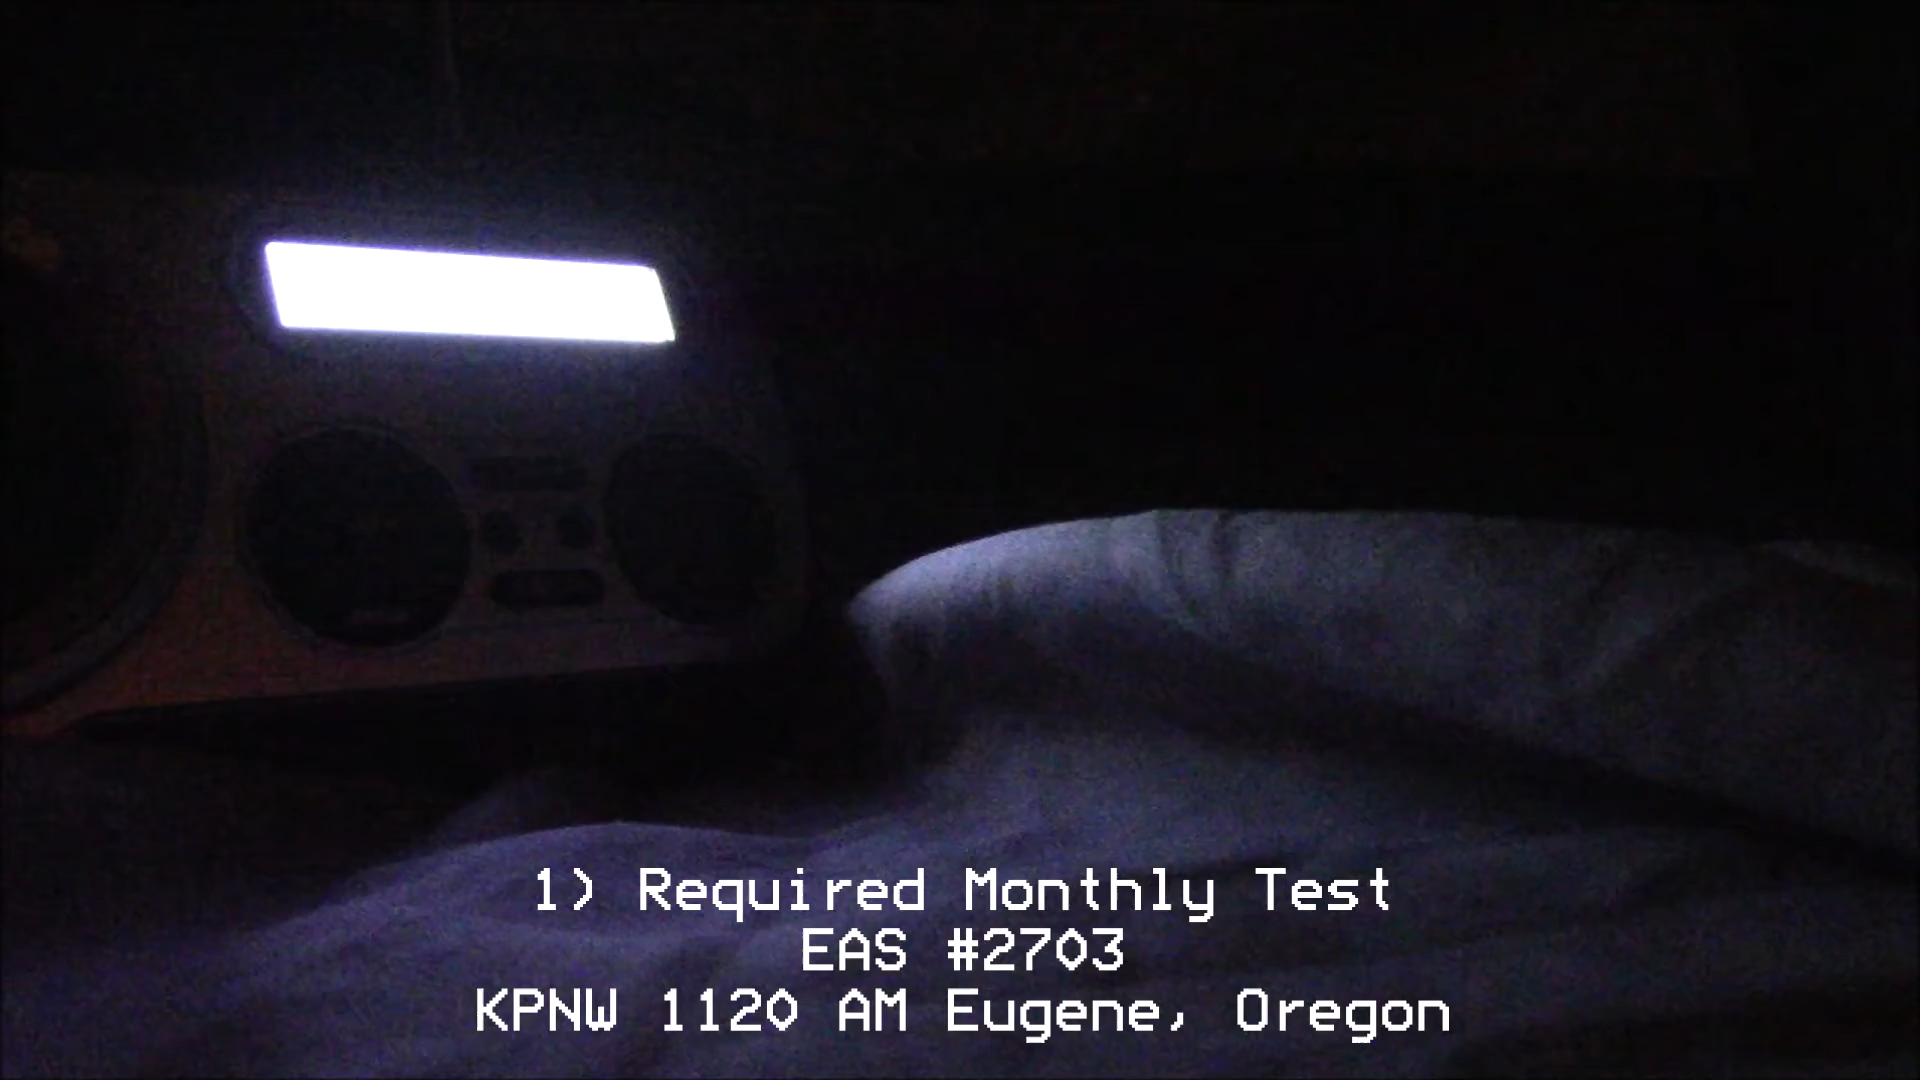 1) Required Monthly Test
EAS #2703
KPNW 1120 AM Eugene, Oregon